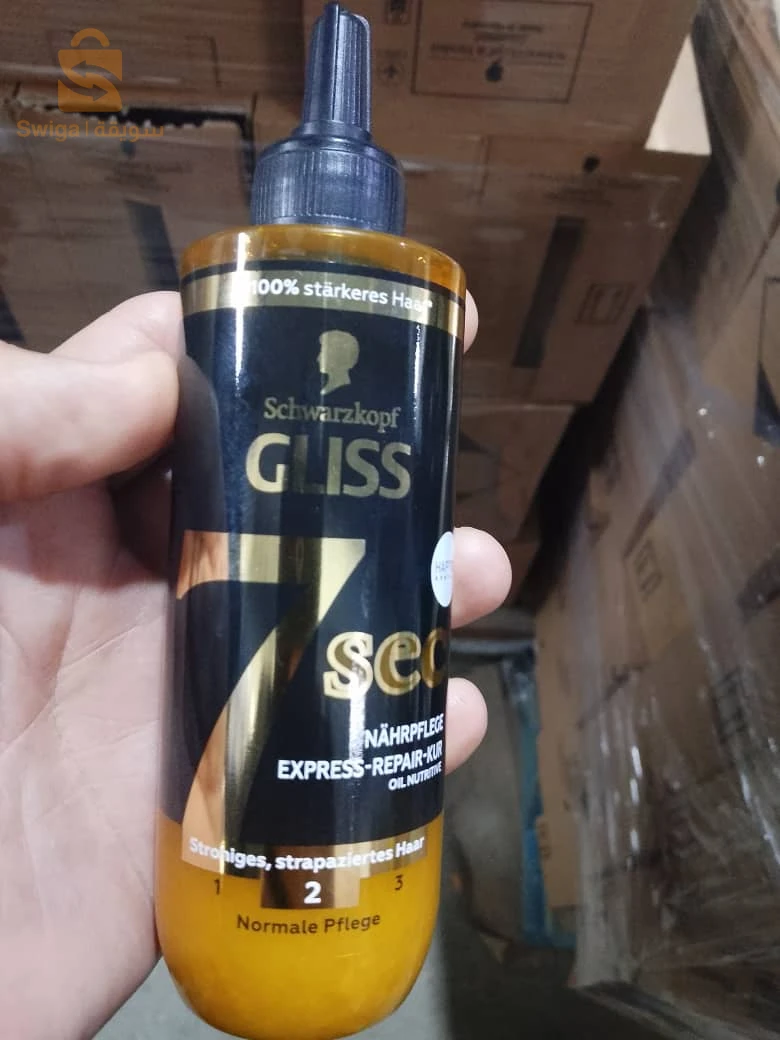 Swiga | سويقة
100% stärkeres Haar*
Schwarzkopf
GLISS
7
sec
NÄHRPFLEGE
EXPRESS-REPAIR-KUR
OIL NUTRITIVE
Strohiges, strapaziertes Haar
1 2 3
Normale Pflege